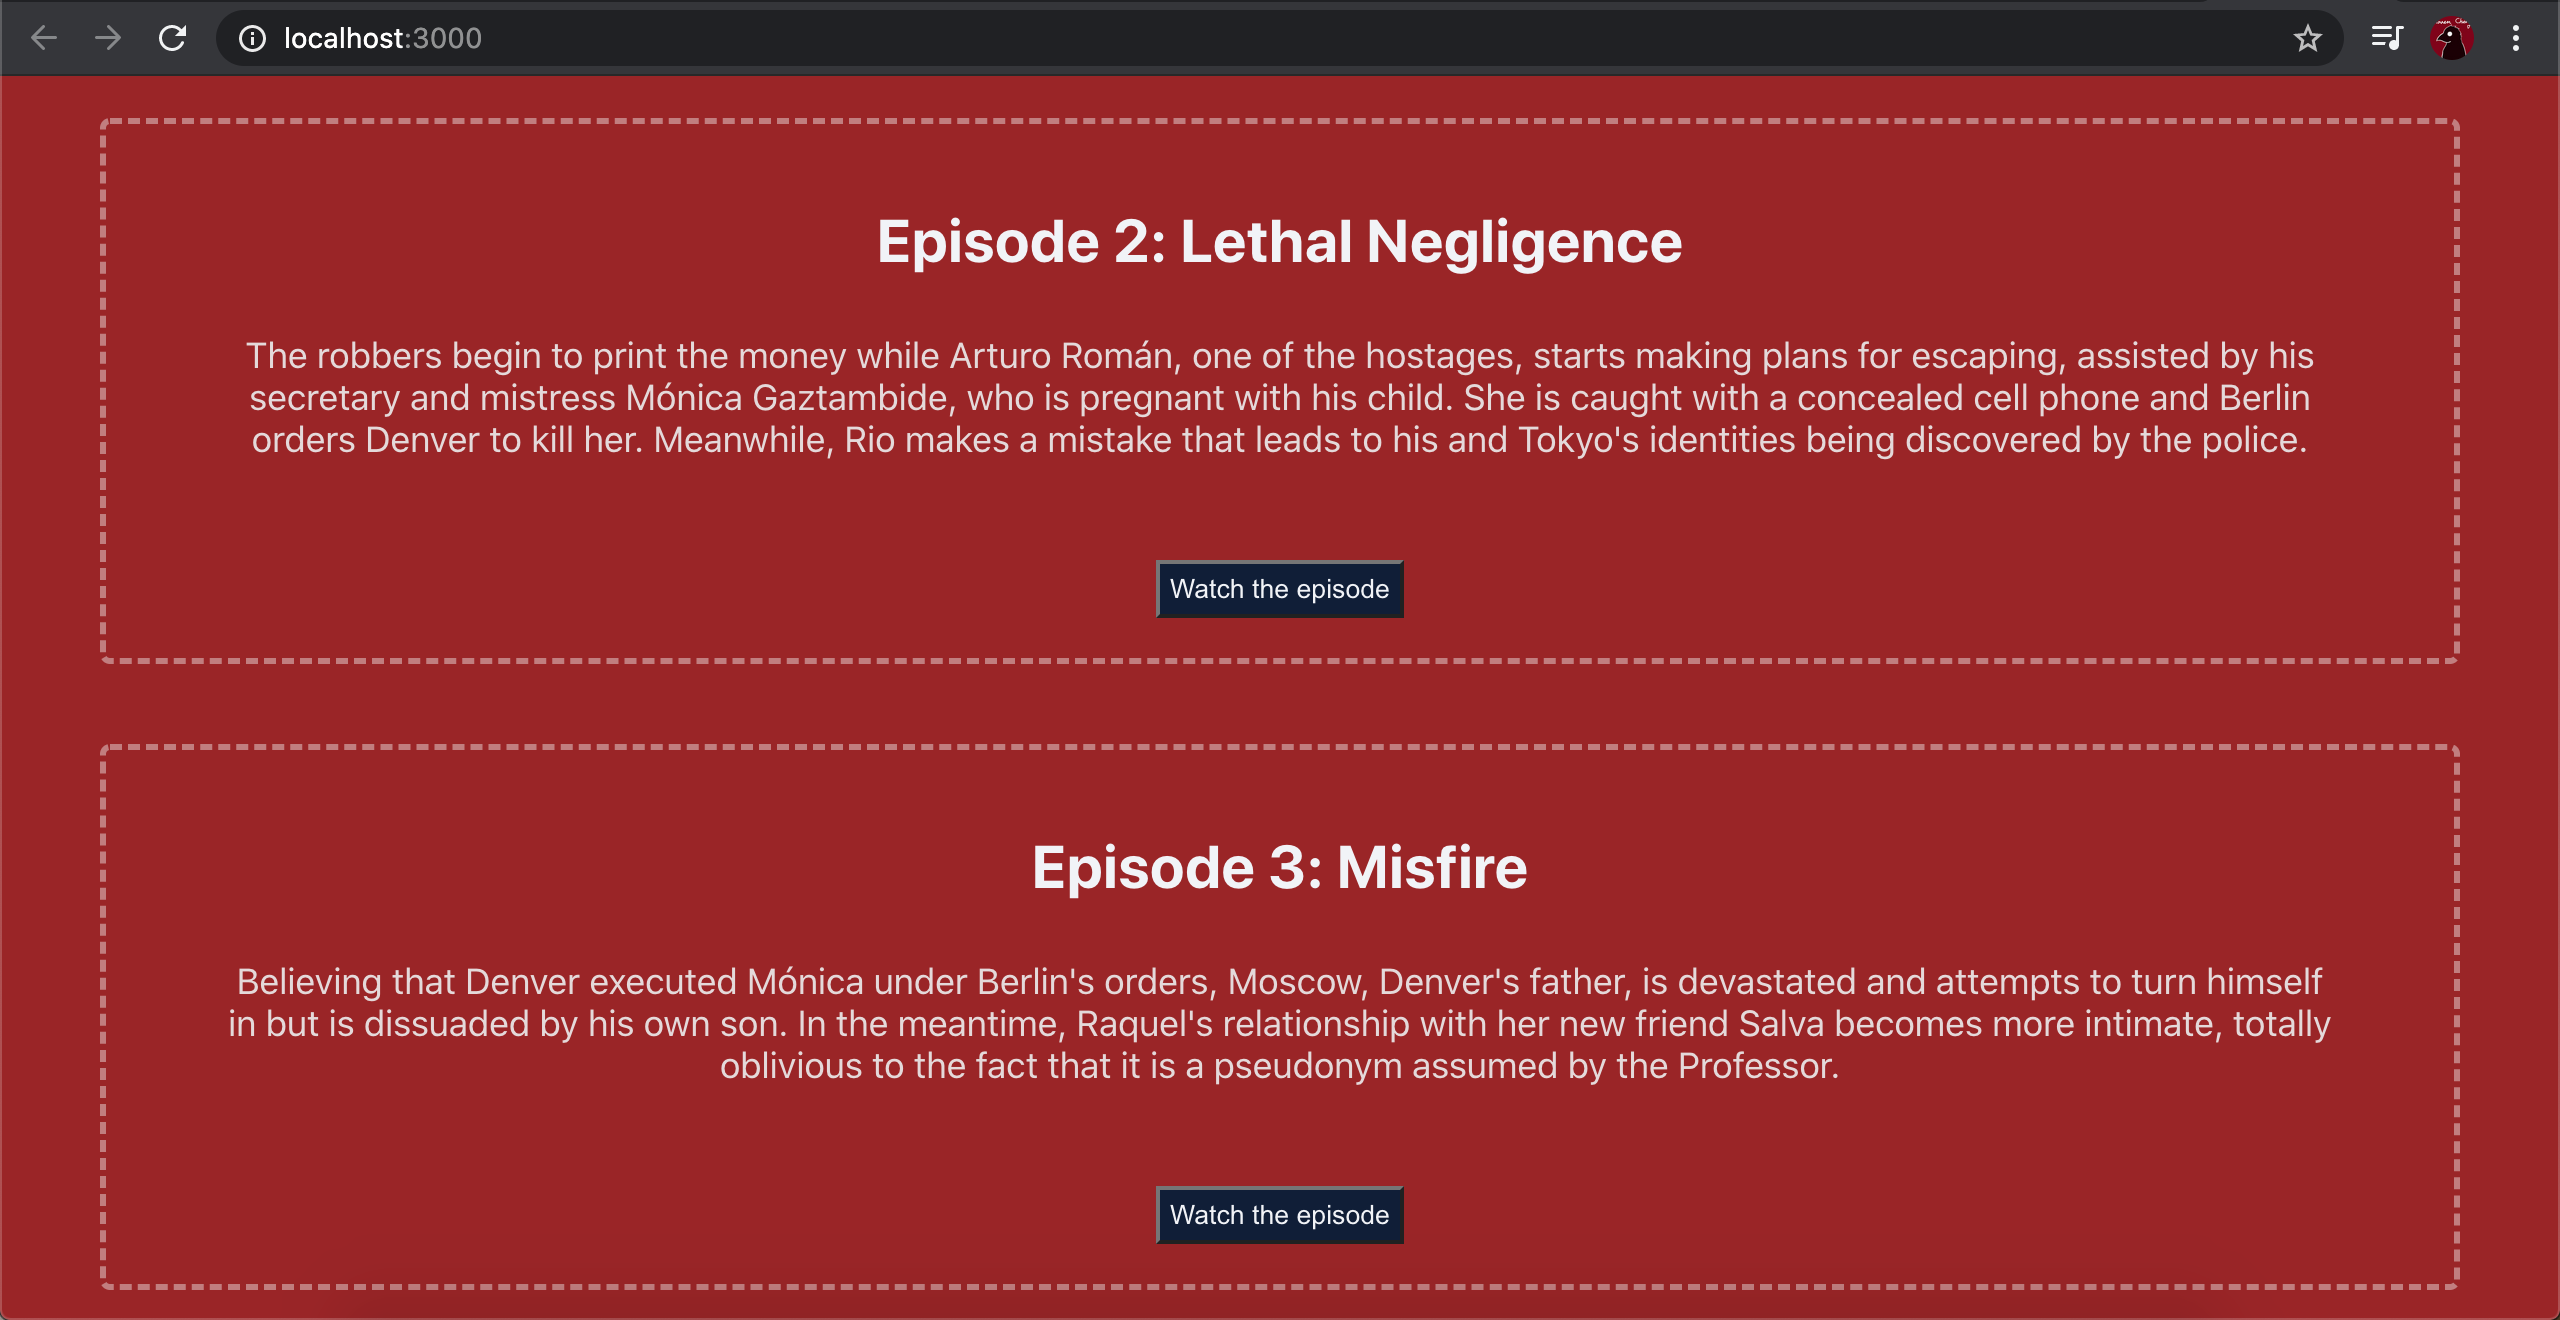 localhost:3000
Episode 2: Lethal Negligence
The robbers begin to print the money while Arturo Román, one of the hostages, starts making plans for escaping, assisted by his
secretary and mistress Mónica Gaztambide, who is pregnant with his child. She is caught with a concealed cell phone and Berlin
orders Denver to kill her. Meanwhile, Rio makes a mistake that leads to his and Tokyo's identities being discovered by the police.
Watch the episode
Episode 3: Misfire
Believing that Denver executed Mónica under Berlin's orders, Moscow, Denver's father, is devastated and attempts to turn himself
in but is dissuaded by his own son. In the meantime, Raquel's relationship with her new friend Salva becomes more intimate, totally
oblivious to the fact that it is a pseudonym assumed by the Professor.
Watch the episode